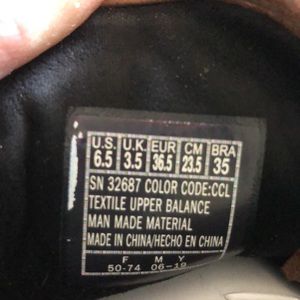 U.S. U.K. EUR CM BRA
6.5 3.5 36.5 23.5 35
SN 32687 COLOR CODE:CCL
TEXTILE UPPER BALANCE
MAN MADE MATERIAL
MADE IN CHINA/HECHO EN CHINA
F M Y
50-74 06-19